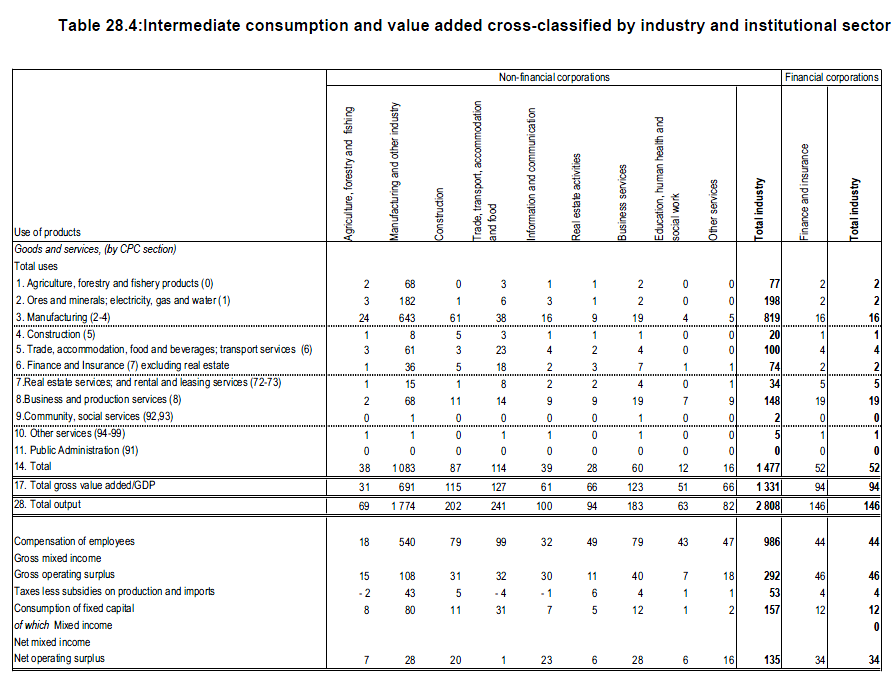 Table 28.4:Intermediate consumption and value added cross-classified by industry and institutional sector
Non-financial corporations Financial corporations
Use of products Agriculture, forestry and fishing Manufacturing and other industry Construction Trade, transport, accommodation and food Information and communication Real estate activities Business services Education, human health and social work Other services Total industry Finance and insurance Total industry
Goods and services, (by CPC section)
Total uses
1. Agriculture, forestry and fishery products (0) 2 68 0 3 1 1 2 0 0 77 2 2
2. Ores and minerals; electricity, gas and water (1) 3 182 1 6 3 1 2 0 0 198 2 2
3. Manufacturing (2-4) 24 643 61 38 16 9 19 4 5 819 16 16
4. Construction (5) 1 8 5 3 1 1 1 0 0 20 1 1
5. Trade, accommodation, food and beverages; transport services (6) 3 61 3 23 4 2 4 0 0 100 4 4
6. Finance and Insurance (7) excluding real estate 1 36 5 18 2 3 7 1 1 74 2 2
7.Real estate services; and rental and leasing services (72-73) 1 15 1 8 2 2 4 0 1 34 5 5
8.Business and production services (8) 2 68 11 14 9 9 19 7 9 148 19 19
9.Community, social services (92,93) 0 1 0 0 0 0 1 0 0 2 0 0
10. Other services (94-99) 1 1 0 1 1 0 1 0 0 5 1 1
11. Public Administration (91) 0 0 0 0 0 0 0 0 0 0 0 0
14. Total 38 1 083 87 114 39 28 60 12 16 1 477 52 52
17. Total gross value added/GDP 31 691 115 127 61 66 123 51 66 1 331 94 94
28. Total output 69 1 774 202 241 100 94 183 63 82 2 808 146 146
Compensation of employees 18 540 79 99 32 49 79 43 47 986 44 44
Gross mixed income
Gross operating surplus 15 108 31 32 30 11 40 7 18 292 46 46
Taxes less subsidies on production and imports - 2 43 5 - 4 - 1 6 4 1 1 53 4 4
Consumption of fixed capital 8 80 11 31 7 5 12 1 2 157 12 12
of which Mixed income 0
Net mixed income
Net operating surplus 7 28 20 1 23 6 28 6 16 135 34 34